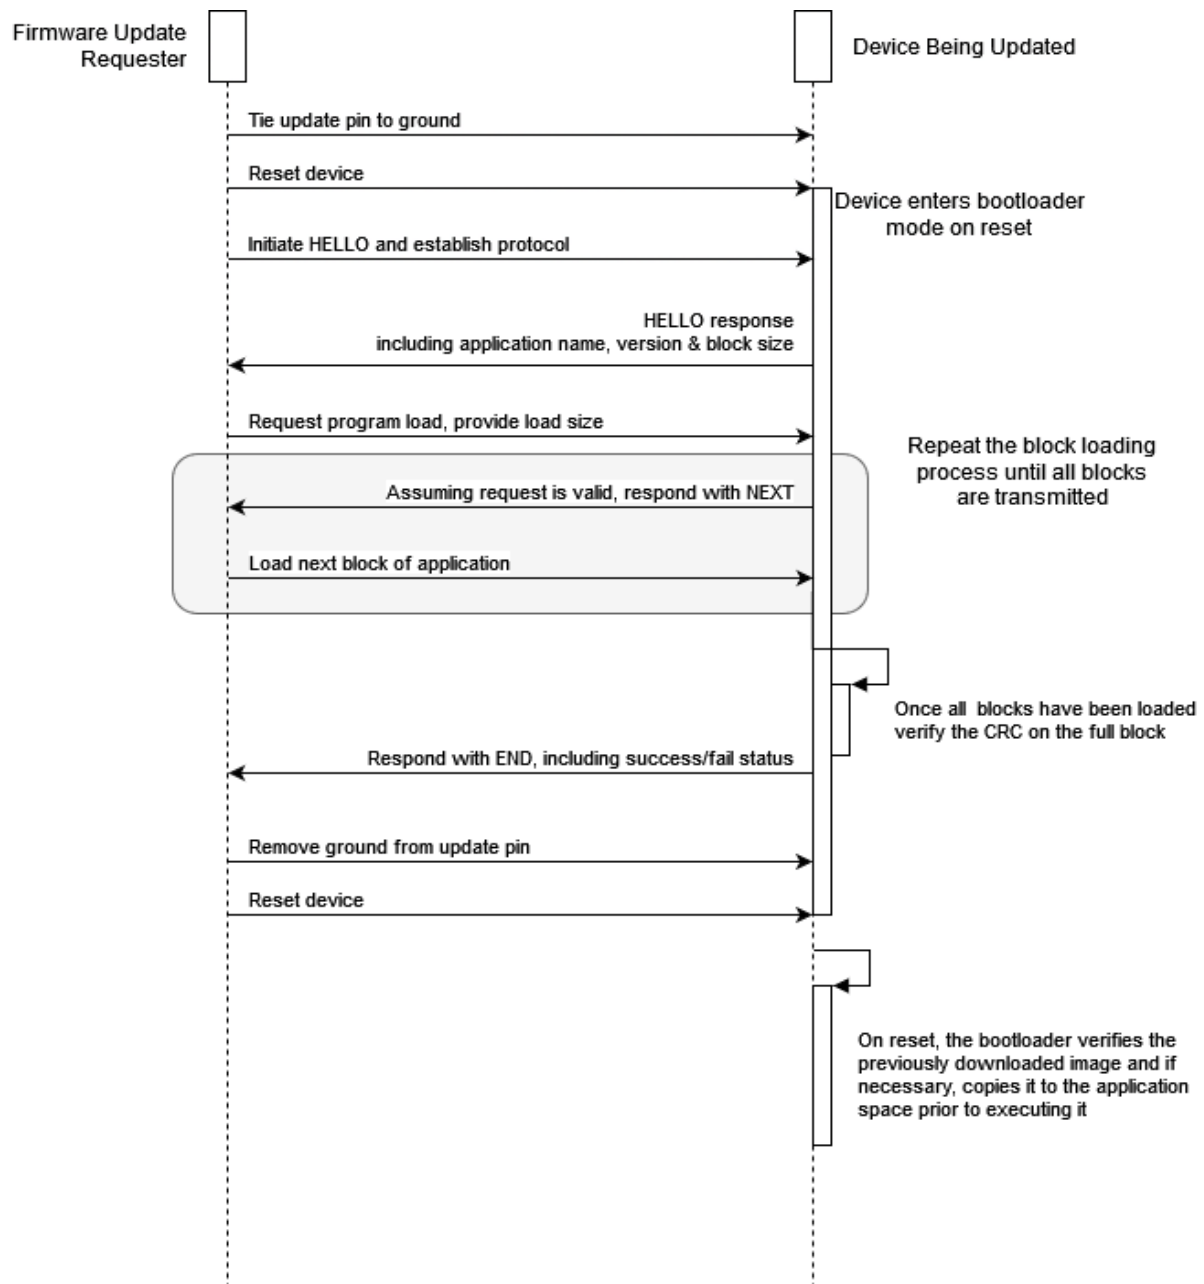 Firmware Update
Requester
Device Being Updated
Tie update pin to ground
Reset device
Device enters bootloader
mode on reset
Initiate HELLO and establish protocol
HELLO response
including application name, version & block size
Request program load, provide load size
Repeat the block loading
process until all blocks
are transmitted
Assuming request is valid, respond with NEXT
Load next block of application
Once all  blocks have been loaded
verify the CRC on the full block
Respond with END, including success/fail status
Remove ground from update pin
Reset device
On reset, the bootloader verifies the
previously downloaded image and if
necessary, copies it to the application
space prior to executing it